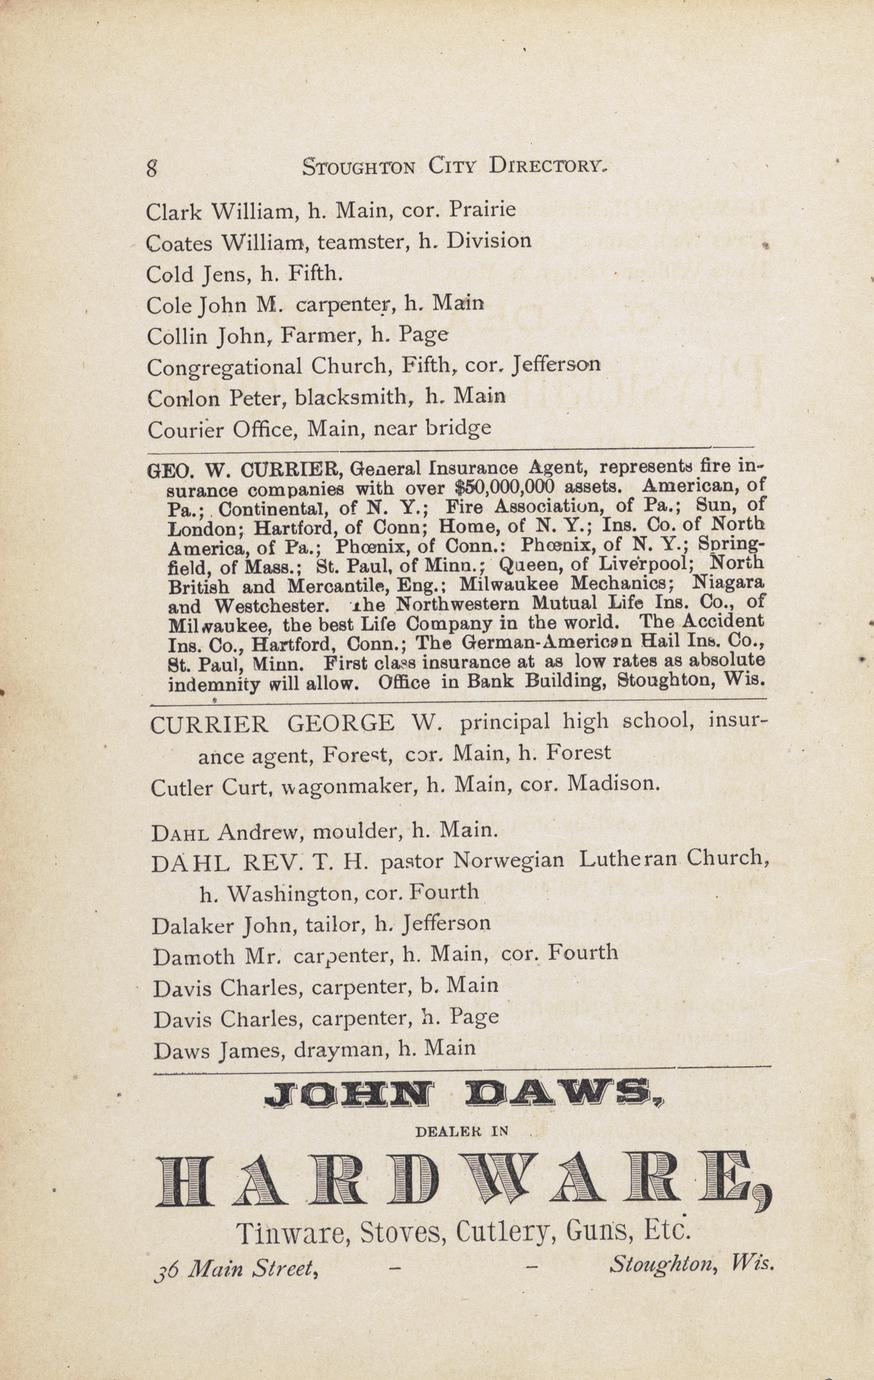 8 STOUGHTON CITY DIRECTORY.
Clark William, h. Main, cor. Prairie
Coates William, teamster, h. Division
Cold Jens, h. Fifth.
Cole John M. carpenter, h. Main
Collin John, Farmer, h. Page
Congregational Church, Fifth, cor. Jefferson
Conlon Peter, blacksmith, h. Main
Courier Office, Main, near bridge
GEO. W. CURRIER, General Insurance Agent, represents fire in-
surance companies with over $50,000,000 assets. American, of
Pa.; Continental, of N. Y.; Fire Association, of Pa.; Sun, of
London; Hartford, of Conn; Home, of N. Y.; Ins. Co. of North
America, of Pa.; Phœnix, of Conn.: Phœnix, of N. Y.; Spring-
field, of Mass.; St. Paul, of Minn.; Queen, of Liverpool; North
British and Mercantile, Eng.; Milwaukee Mechanics; Niagara
and Westchester. The Northwestern Mutual Life Ins. Co., of
Milwaukee, the best Life Company in the world. The Accident
Ins. Co., Hartford, Conn.; The German-American Hail Ins. Co.,
St. Paul, Minn. First class insurance at as low rates as absolute
indemnity will allow. Office in Bank Building, Stoughton, Wis.
CURRIER GEORGE W. principal high school, insur-
ance agent, Forest, cor. Main, h. Forest
Cutler Curt, wagonmaker, h. Main, cor. Madison.
DAHL Andrew, moulder, h. Main.
DAHL REV. T. H. pastor Norwegian Lutheran Church,
h. Washington, cor. Fourth
Dalaker John, tailor, h. Jefferson
Damoth Mr. carpenter, h. Main, cor. Fourth
Davis Charles, carpenter, b. Main
Davis Charles, carpenter, h. Page
Daws James, drayman, h. Main
JOHN DAWS,
DEALER IN
HARDWARE,
Tinware, Stoves, Cutlery, Guns, Etc.
36 Main Street, - - Stoughton, Wis.